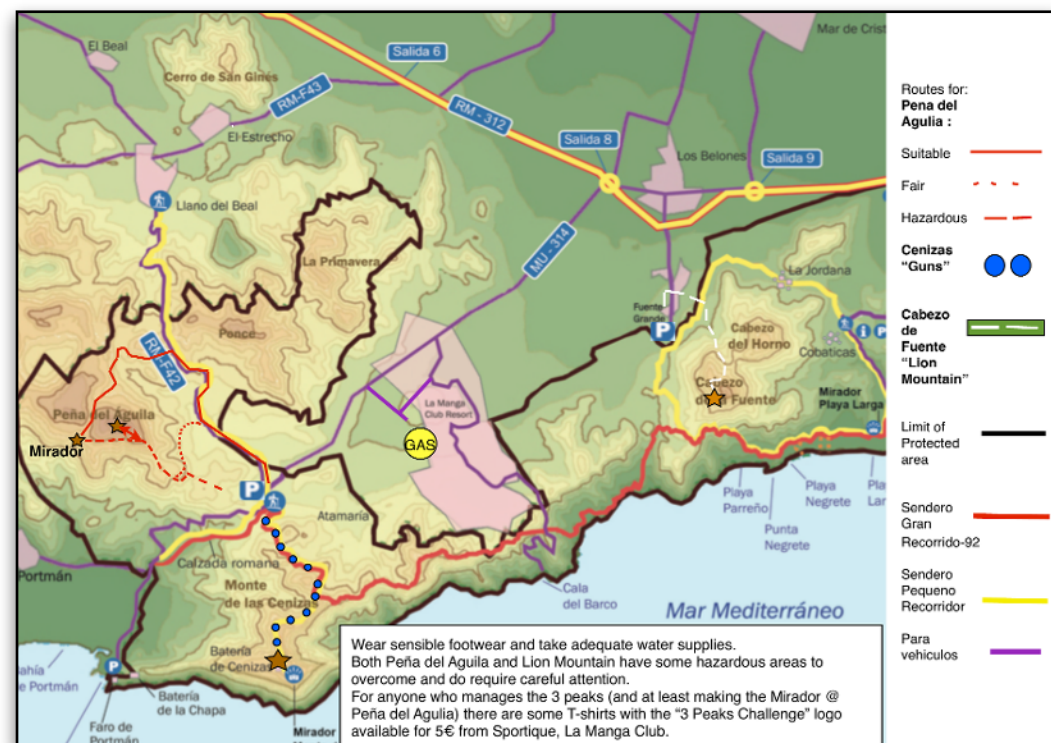 El Beal
Cerro de San Ginés
RM-F43
Salida 6
RM - 312
Mar de Crist
El Estrecho
Salida 8
Los Belones
Salida 9
Llano del Beal
La Primavera
MU - 314
La Jordana
Fuente
Grande
P
Cabezo
del Horno
Ponce
RM-F42
Cobaticas
i P
Peña del Aguila
Mirador
La Manga
Club Resort
GAS
Cabezo
de la Fuente
Mirador
Playa Larga
P
Atamaría
Playa
Parreño
Playa
Negrete
Punta
Negrete
Portmán
Calzada romana
Monte
de las Cenizas
Cala
del Barco
Mar Mediterráneo
Batería
de Cenizas
Bahía
de Portmán
P
Batería
de la Chapa
Faro de
Portmán
Mirador
Wear sensible footwear and take adequate water supplies.
Both Peña del Aguila and Lion Mountain have some hazardous areas to
overcome and do require careful attention.
For anyone who manages the 3 peaks (and at least making the Mirador @
Peña del Agulia) there are some T-shirts with the “3 Peaks Challenge” logo
available for 5€ from Sportique, La Manga Club.
Routes for:
Pena del
Agulia :
Suitable
Fair
Hazardous
Cenizas
“Guns”
Cabezo
de
Fuente
“Lion
Mountain”
Limit of
Protected
area
Sendero
Gran
Recorrido-92
Sendero
Pequeno
Recorridor
Para
vehiculos